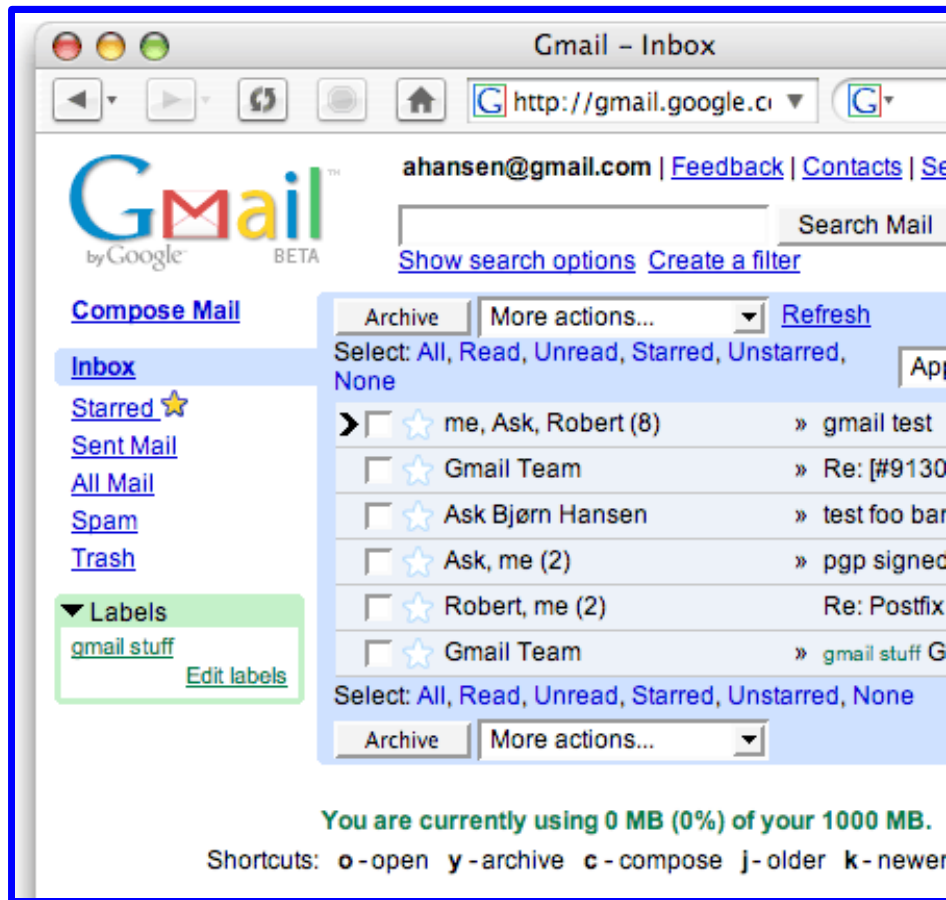 Gmail – Inbox
http://gmail.google.c
G
Gmail ™
by Google BETA
ahansen@gmail.com | Feedback | Contacts | Se
Search Mail
Show search options Create a filter
Compose Mail
Inbox
Starred
Sent Mail
All Mail
Spam
Trash
Labels
gmail stuff
Edit labels
Archive More actions... Refresh
Select: All, Read, Unread, Starred, Unstarred,
None
App
me, Ask, Robert (8) » gmail test
Gmail Team » Re: [#9130
Ask Bjørn Hansen » test foo bar
Ask, me (2) » pgp signed
Robert, me (2) Re: Postfix
Gmail Team » gmail stuff G
Select: All, Read, Unread, Starred, Unstarred, None
Archive More actions...
You are currently using 0 MB (0%) of your 1000 MB.
Shortcuts: o - open y - archive c - compose j - older k - newer